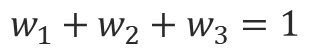 w₁ + w₂ + w₃ = 1